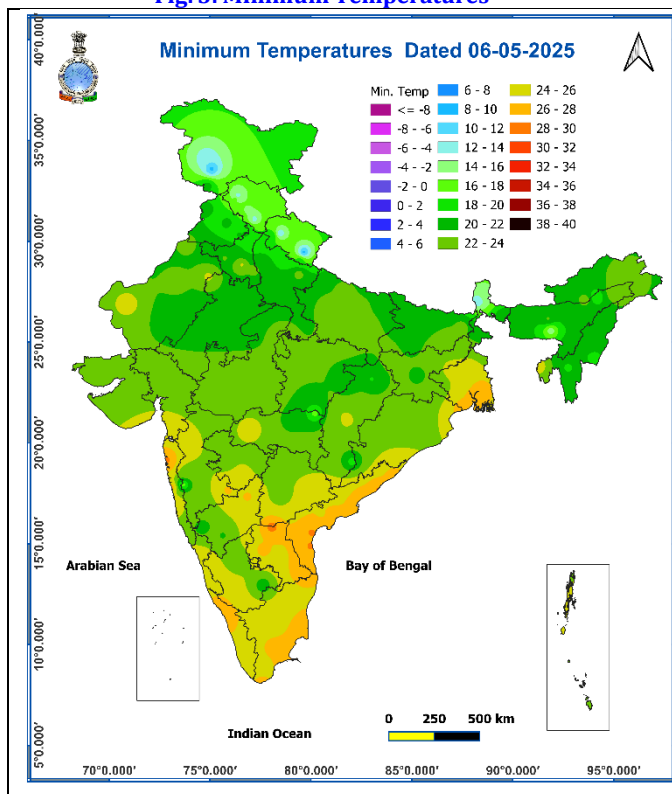 Fig. 3. Minimum Temperatures
Minimum Temperatures Dated 06-05-2025
Min. Temp
<= -8
-8 - -6
-6 - -4
-4 - -2
-2 - 0
0 - 2
2 - 4
4 - 6
6 - 8
8 - 10
10 - 12
12 - 14
14 - 16
16 - 18
18 - 20
20 - 22
22 - 24
24 - 26
26 - 28
28 - 30
30 - 32
32 - 34
34 - 36
36 - 38
38 - 40
40°0.000'
35°0.000'
30°0.000'
25°0.000'
20°0.000'
15°0.000'
10°0.000'
5°0.000'
Arabian Sea
Bay of Bengal
Indian Ocean
0 250 500 km
70°0.000' 75°0.000' 80°0.000' 85°0.000' 90°0.000' 95°0.000'